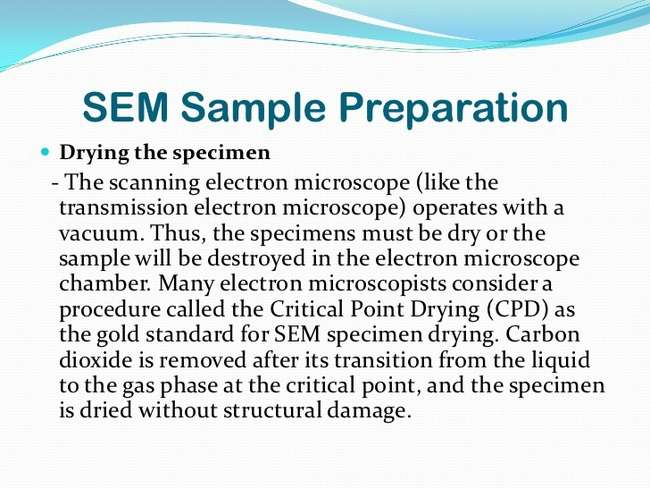 SEM Sample Preparation
• Drying the specimen
- The scanning electron microscope (like the
transmission electron microscope) operates with a
vacuum. Thus, the specimens must be dry or the
sample will be destroyed in the electron microscope
chamber. Many electron microscopists consider a
procedure called the Critical Point Drying (CPD) as
the gold standard for SEM specimen drying. Carbon
dioxide is removed after its transition from the liquid
to the gas phase at the critical point, and the specimen
is dried without structural damage.